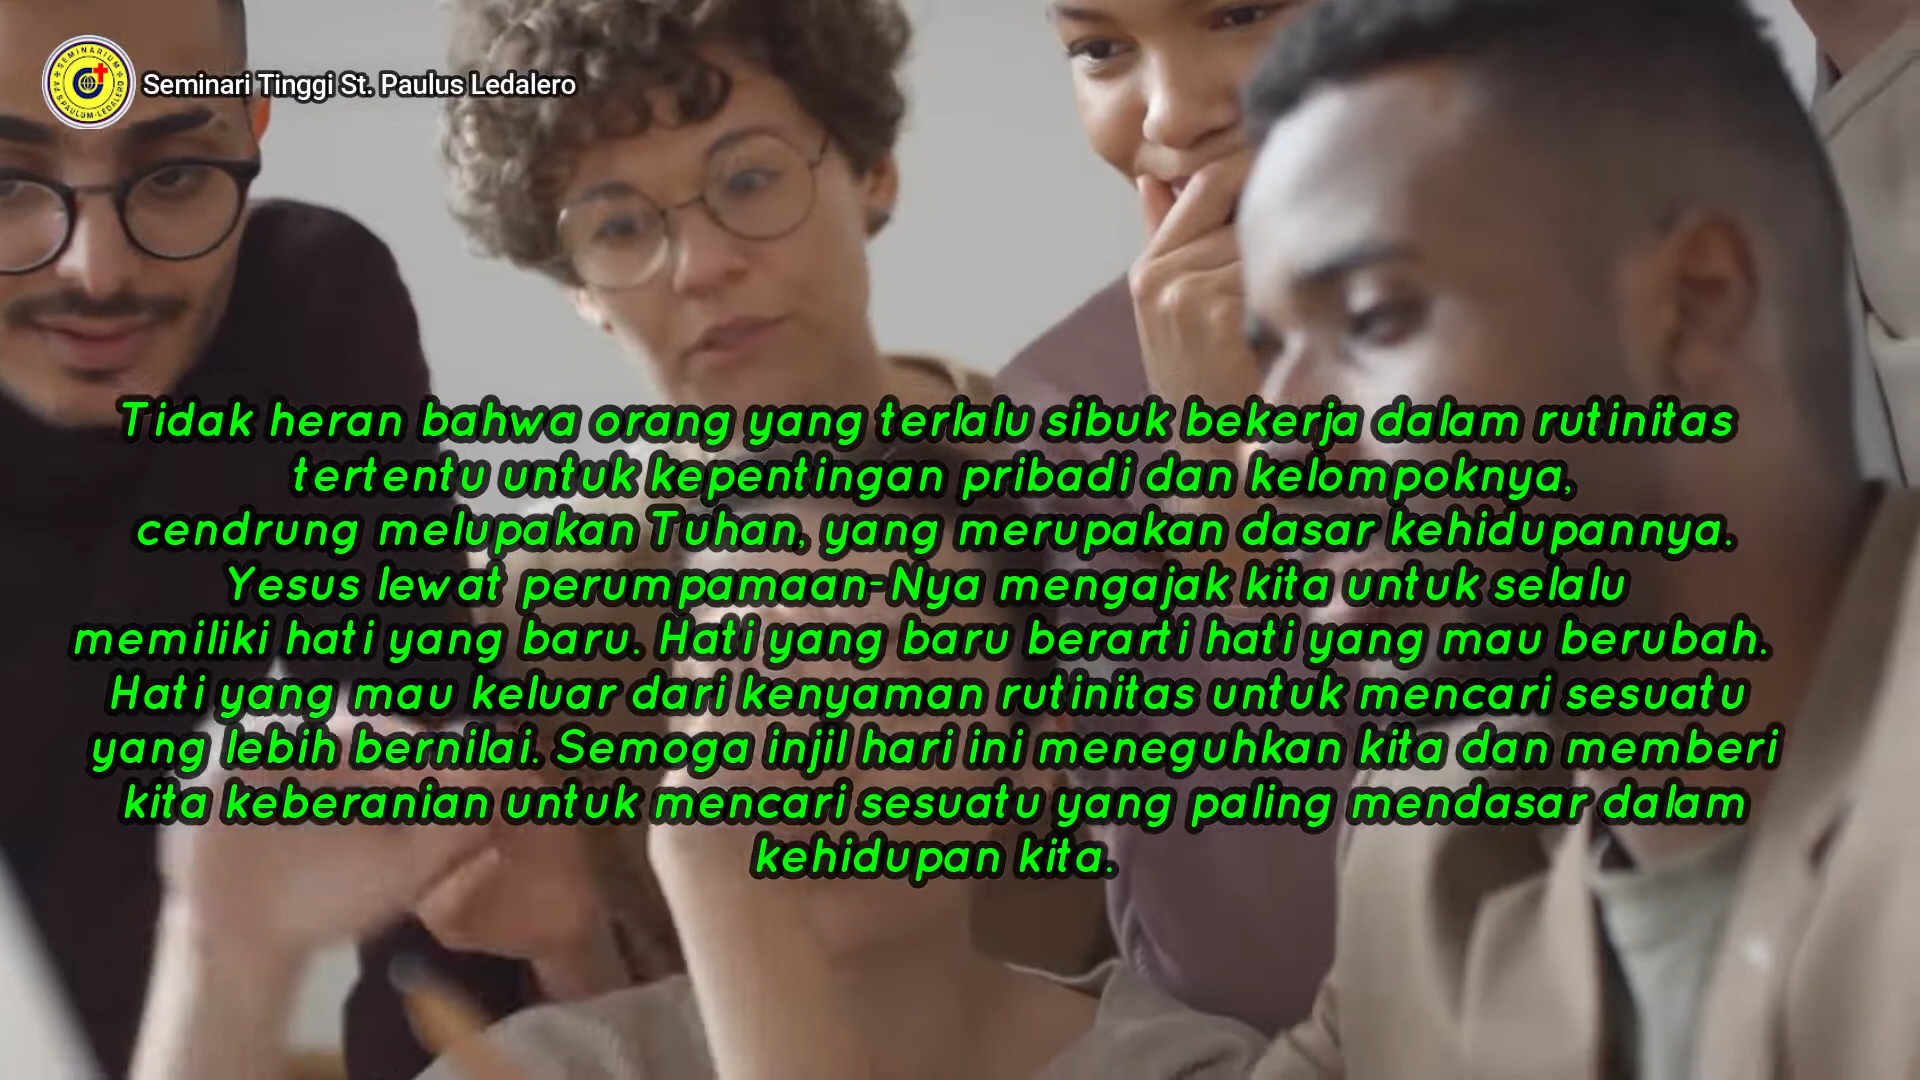 Seminari Tinggi St. Paulus Ledalero
Tidak heran bahwa orang yang terlalu sibuk bekerja dalam rutinitas
tertentu untuk kepentingan pribadi dan kelompoknya,
cendrung melupakan Tuhan, yang merupakan dasar kehidupannya.
Yesus lewat perumpamaan-Nya mengajak kita untuk selalu
memiliki hati yang baru. Hati yang baru berarti hati yang mau berubah.
Hati yang mau keluar dari kenyaman rutinitas untuk mencari sesuatu
yang lebih bernilai. Semoga injil hari ini meneguhkan kita dan memberi
kita keberanian untuk mencari sesuatu yang paling mendasar dalam
kehidupan kita.